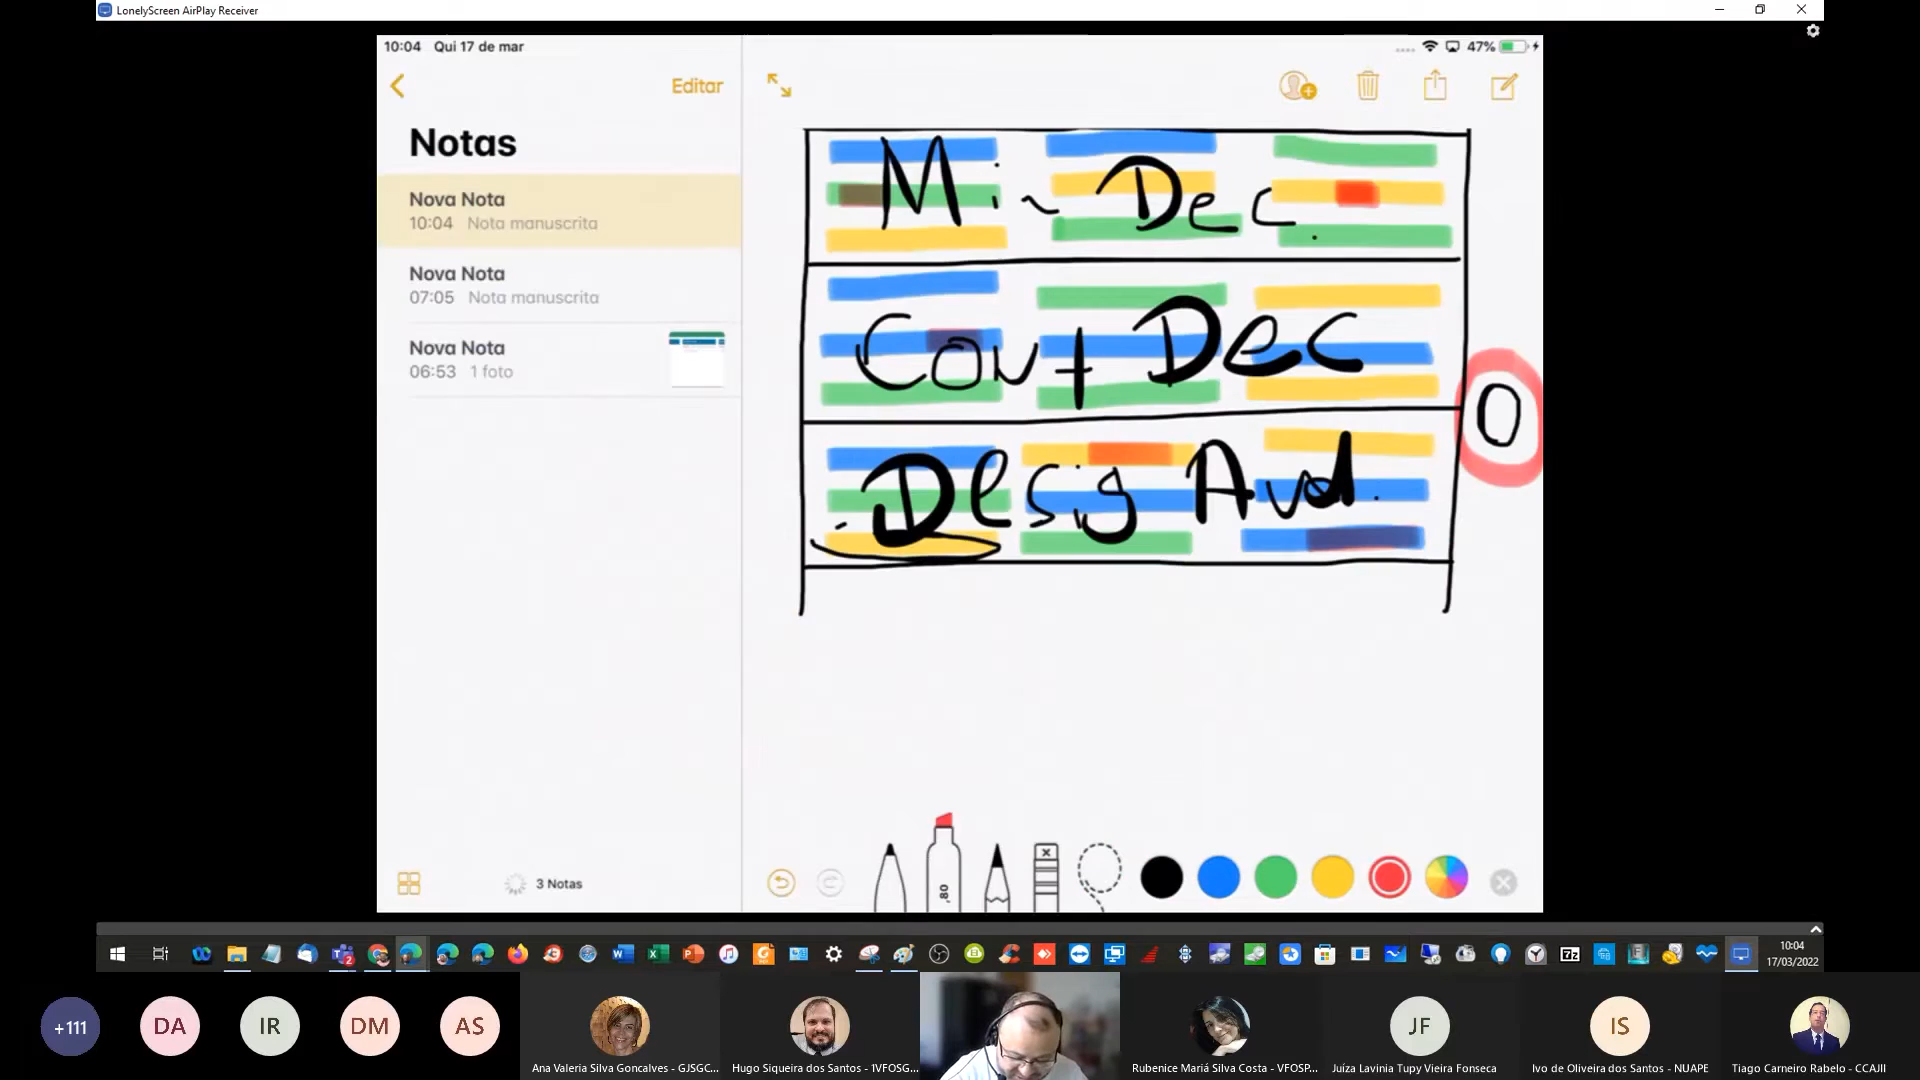 LonelyScreen AirPlay Receiver
10:04 Qui 17 de mar
47%
Editar
Notas
Nova Nota
10:04 Nota manuscrita
Nova Nota
07:05 Nota manuscrita
Nova Nota
06:53 1 foto
3 Notas
Min Dec.
Cont Dec
Desig Aud.
0
,80
10:04
17/03/2022
+111
DA
IR
DM
AS
Ana Valeria Silva Goncalves - GJSGC...
Hugo Siqueira dos Santos - 1VFOSG...
Rubenice Mariá Silva Costa - VFOSP...
JF
Juíza Lavinia Tupy Vieira Fonseca
IS
Ivo de Oliveira dos Santos - NUAPE
Tiago Carneiro Rabelo - CCAJII